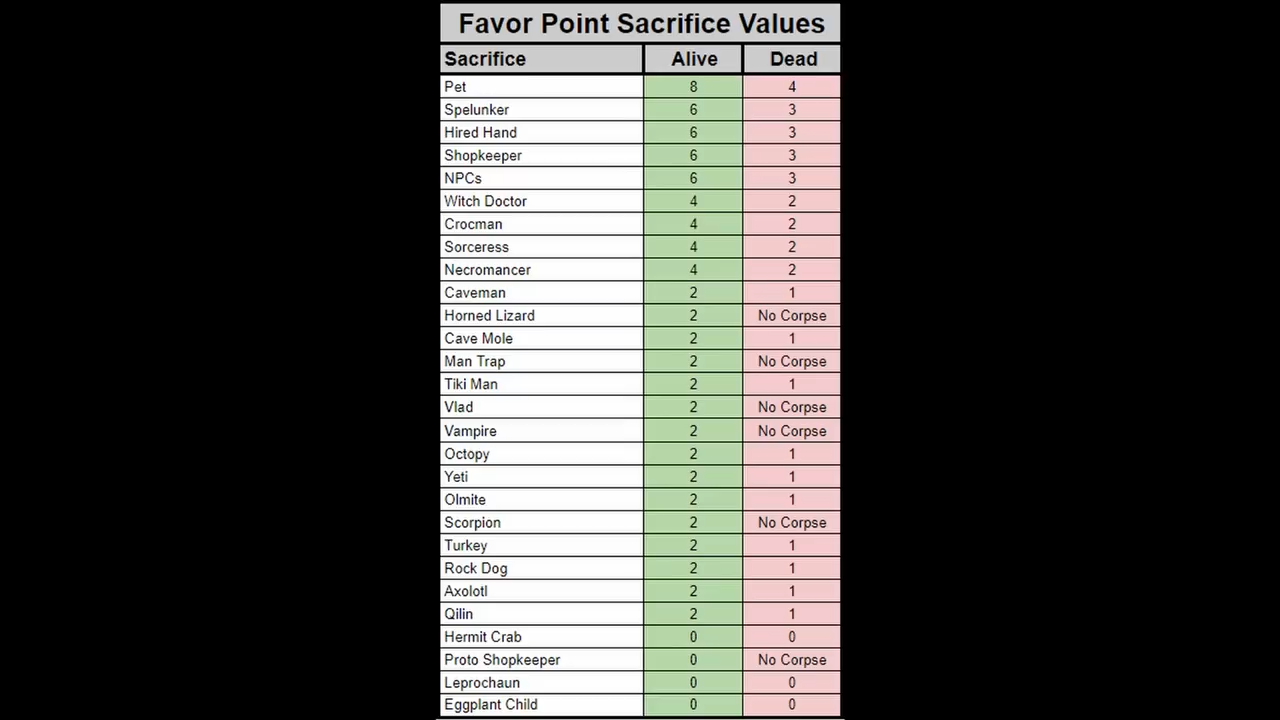 Favor Point Sacrifice Values
Sacrifice Alive Dead
Pet 8 4
Spelunker 6 3
Hired Hand 6 3
Shopkeeper 6 3
NPCs 6 3
Witch Doctor 4 2
Crocman 4 2
Sorceress 4 2
Necromancer 4 2
Caveman 2 1
Horned Lizard 2 No Corpse
Cave Mole 2 1
Man Trap 2 No Corpse
Tiki Man 2 1
Vlad 2 No Corpse
Vampire 2 No Corpse
Octopy 2 1
Yeti 2 1
Olmite 2 1
Scorpion 2 No Corpse
Turkey 2 1
Rock Dog 2 1
Axolotl 2 1
Qilin 2 1
Hermit Crab 0 0
Proto Shopkeeper 0 No Corpse
Leprochaun 0 0
Eggplant Child 0 0